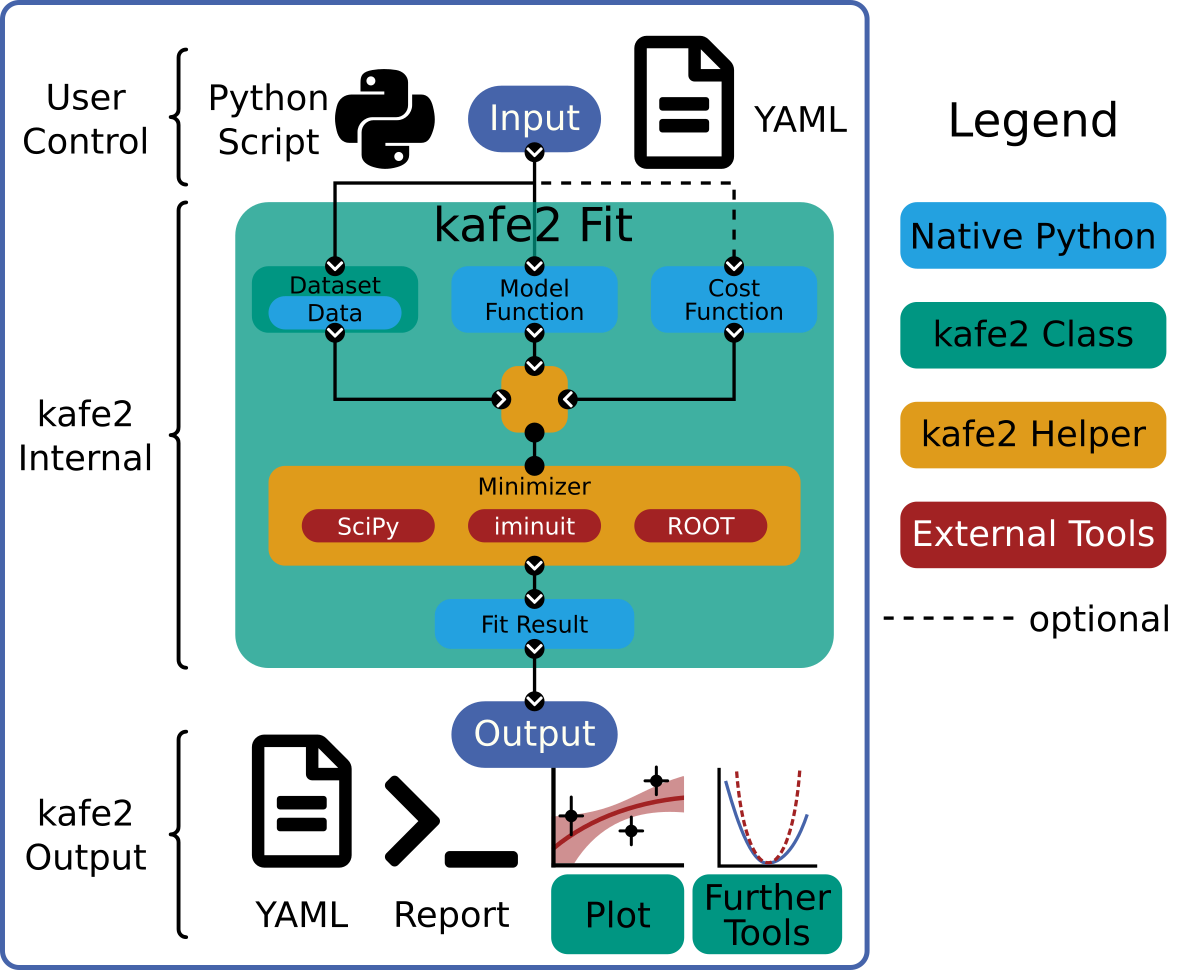 User
Control
Python
Script
Input
YAML
Legend
kafe2 Fit
Native Python
Dataset
Data
Model
Function
Cost
Function
kafe2 Class
kafe2
Internal
kafe2 Helper
Minimizer
SciPy
iminuit
ROOT
External Tools
Fit Result
optional
Output
kafe2
Output
YAML
Report
Plot
Further
Tools